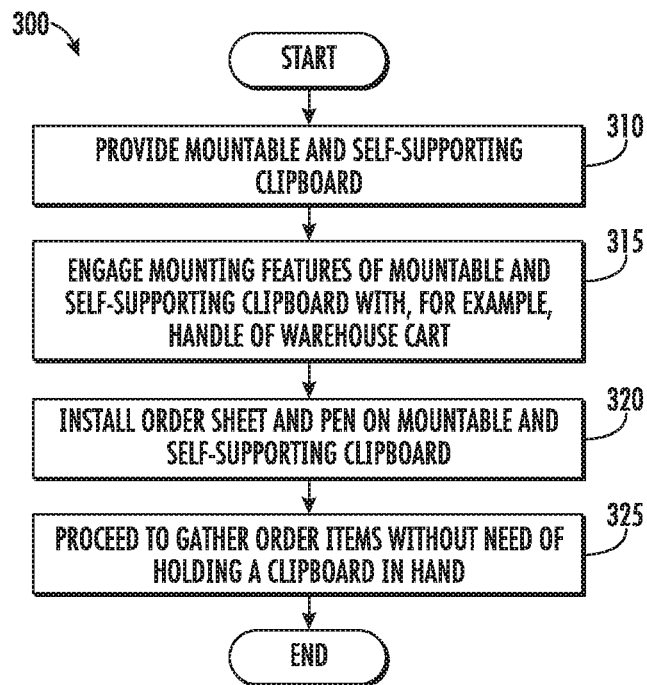 300
START
310
PROVIDE MOUNTABLE AND SELF-SUPPORTING
CLIPBOARD
315
ENGAGE MOUNTING FEATURES OF MOUNTABLE AND
SELF-SUPPORTING CLIPBOARD WITH, FOR EXAMPLE,
HANDLE OF WAREHOUSE CART
320
INSTALL ORDER SHEET AND PEN ON MOUNTABLE AND
SELF-SUPPORTING CLIPBOARD
325
PROCEED TO GATHER ORDER ITEMS WITHOUT NEED OF
HOLDING A CLIPBOARD IN HAND
END